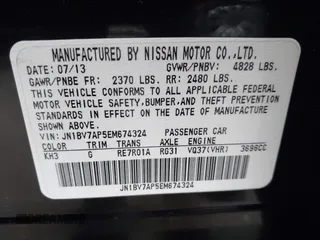 MANUFACTURED BY NISSAN MOTOR CO.,LTD.
DATE: 07/13 GVWR/PNBV: 4828 LBS.
GAWR/PNBE FR: 2370 LBS. RR: 2480 LBS.
THIS VEHICLE CONFORMS TO ALL APPLICABLE FEDERAL
MOTOR VEHICLE SAFETY, BUMPER, AND THEFT PREVENTION
STANDARDS IN EFFECT ON THE DATE OF MANUFACTURE
SHOWN ABOVE.
VIN: JN1BV7AP5EM674324 PASSENGER CAR
COLOR TRIM TRANS AXLE ENGINE
KH3 G RE7R01A RG31 VQ37(VHR) 3696CC
JN1BV7AP5EM674324